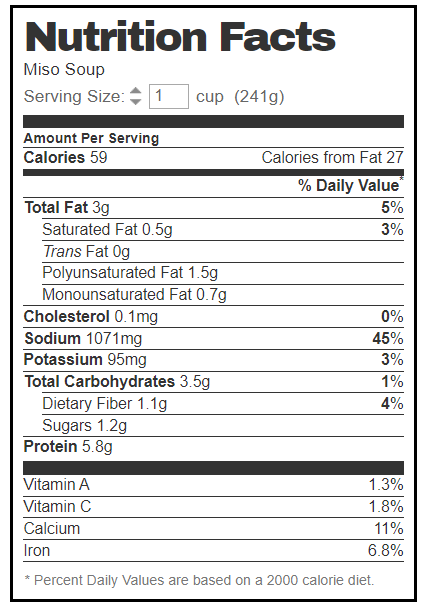 Nutrition Facts
Miso Soup
Serving Size: 1 cup (241g)
Amount Per Serving
Calories 59 Calories from Fat 27
% Daily Value*
Total Fat 3g 5%
Saturated Fat 0.5g 3%
Trans Fat 0g
Polyunsaturated Fat 1.5g
Monounsaturated Fat 0.7g
Cholesterol 0.1mg 0%
Sodium 1071mg 45%
Potassium 95mg 3%
Total Carbohydrates 3.5g 1%
Dietary Fiber 1.1g 4%
Sugars 1.2g
Protein 5.8g
Vitamin A 1.3%
Vitamin C 1.8%
Calcium 11%
Iron 6.8%
* Percent Daily Values are based on a 2000 calorie diet.